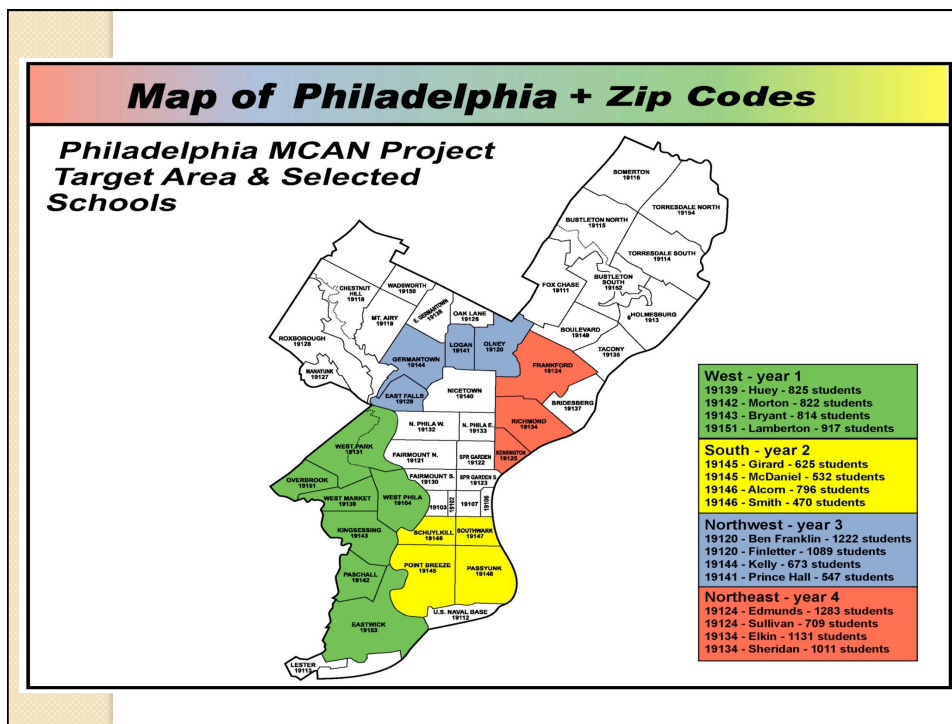 Map of Philadelphia + Zip Codes
Philadelphia MCAN Project
Target Area & Selected
Schools
SOMERTON
19116
TORRESDALE NORTH
19154
BUSTLETON NORTH
19115
TORRESDALE SOUTH
19114
BUSTLETON
SOUTH
19152
FOX CHASE
19111
HOLMESBURG
1913
BOULEVARD
19149
TACONY
19135
WADSWORTH
19150
CHESTNUT
HILL
19118
E. GERMANTOWN
19138
OAK LANE
19126
MT. AIRY
19119
ROXBOROUGH
19128
LOGAN
19141
OLNEY
19120
GERMANTOWN
19144
FRANKFORD
19124
MANAYUNK
19127
EAST FALLS
19129
NICETOWN
19140
BRIDESBERG
19137
RICHMOND
19134
N. PHILA W.
19132
N. PHILA E.
19133
WEST PARK
19131
FAIRMOUNT N.
19121
SPR GARDEN
19122
KENSINGTON
19125
OVERBROOK
19151
FAIRMOUNT S.
19130
SPR GARDEN S.
19123
WEST MARKET
19139
WEST PHILA
19104
19103
19102
19107
19106
KINGSESSING
19143
SCHUYLKILL
19146
SOUTHWARK
19147
POINT BREEZE
19145
PASSYUNK
19148
PASCHALL
19142
U.S. NAVAL BASE
19112
EASTWICK
19153
LESTER
19113
West - year 1
19139 - Huey - 825 students
19142 - Morton - 822 students
19143 - Bryant - 814 students
19151 - Lamberton - 917 students
South - year 2
19145 - Girard - 625 students
19145 - McDaniel - 532 students
19146 - Alcorn - 796 students
19146 - Smith - 470 students
Northwest - year 3
19120 - Ben Franklin - 1222 students
19120 - Finletter - 1089 students
19144 - Kelly - 673 students
19141 - Prince Hall - 547 students
Northeast - year 4
19124 - Edmunds - 1283 students
19124 - Sullivan - 709 students
19134 - Elkin - 1131 students
19134 - Sheridan - 1011 students